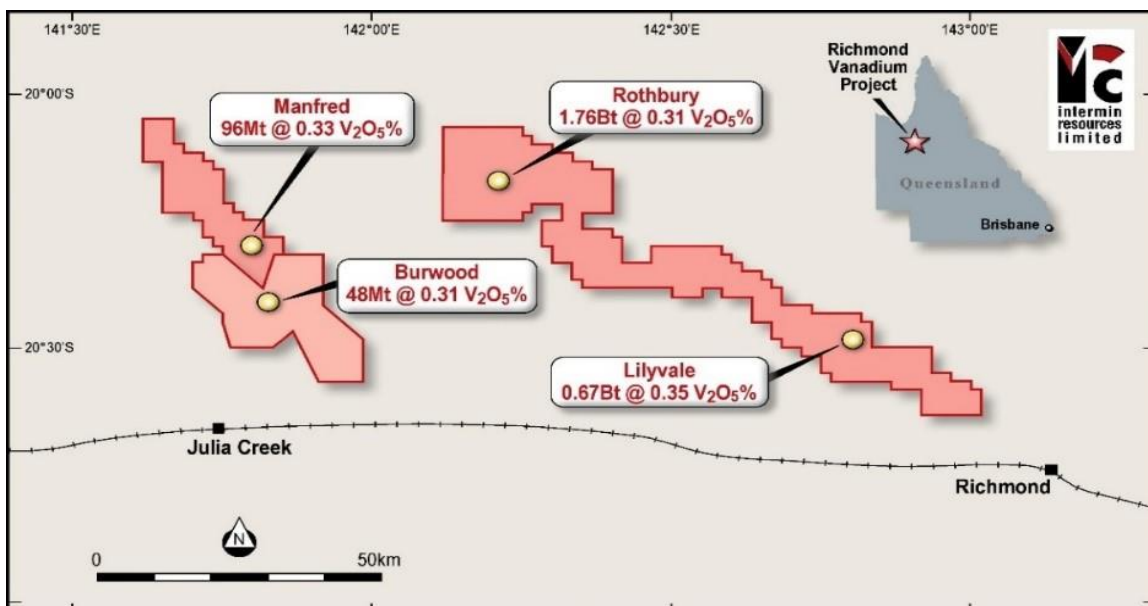 141°30'E
142°00'E
142°30'E
143°00'E
20°00'S
20°30'S
Manfred
96Mt @ 0.33 V₂O₅%
Rothbury
1.76Bt @ 0.31 V₂O₅%
Burwood
48Mt @ 0.31 V₂O₅%
Lilyvale
0.67Bt @ 0.35 V₂O₅%
Richmond
Vanadium
Project
Queensland
Brisbane
intermin
resources
limited
Julia Creek
Richmond
N
0
50km